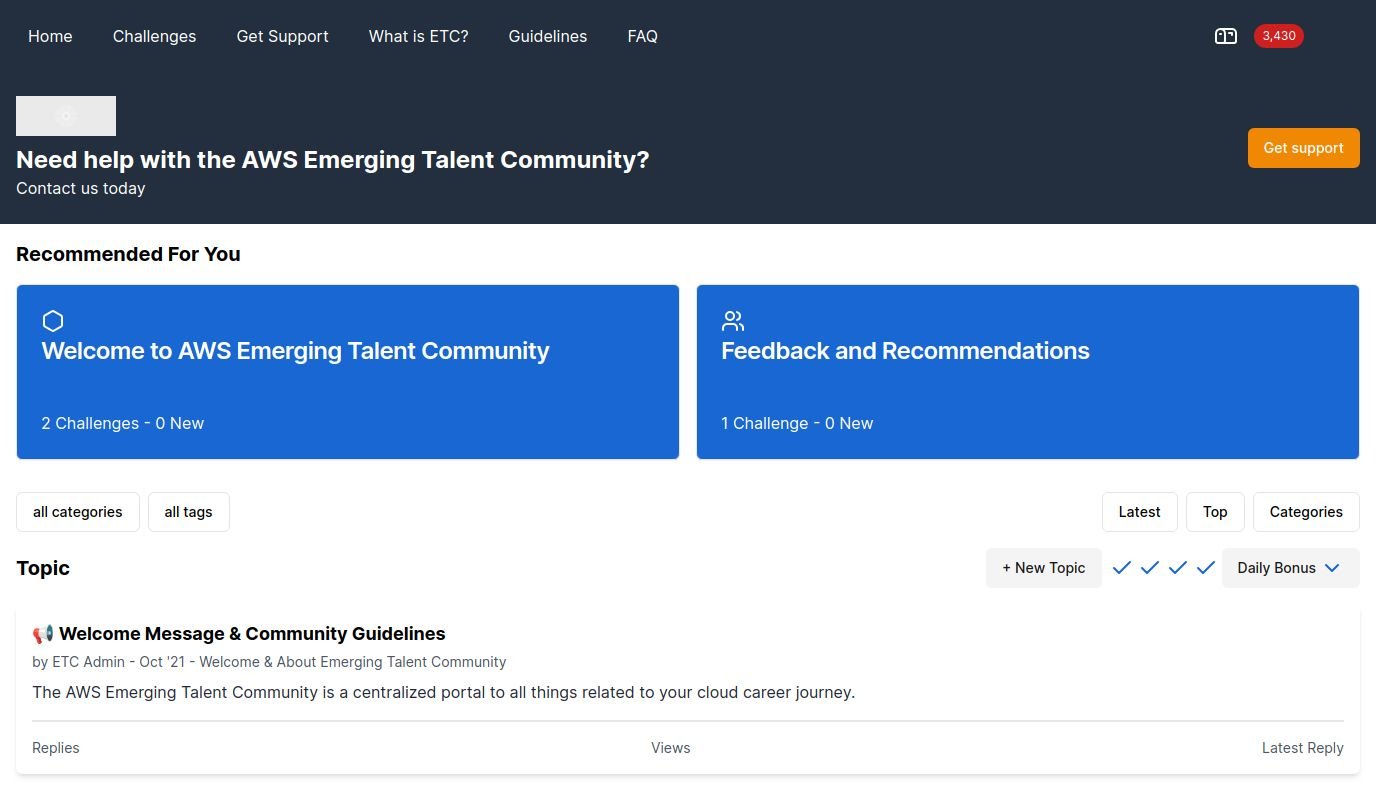 Home Challenges Get Support What is ETC? Guidelines FAQ 3,430
Need help with the AWS Emerging Talent Community?
Contact us today
Get support
Recommended For You
Welcome to AWS Emerging Talent Community
2 Challenges - 0 New
Feedback and Recommendations
1 Challenge - 0 New
all categories all tags Latest Top Categories
Topic + New Topic Daily Bonus
📢 Welcome Message & Community Guidelines
by ETC Admin - Oct '21 - Welcome & About Emerging Talent Community
The AWS Emerging Talent Community is a centralized portal to all things related to your cloud career journey.
Replies Views Latest Reply